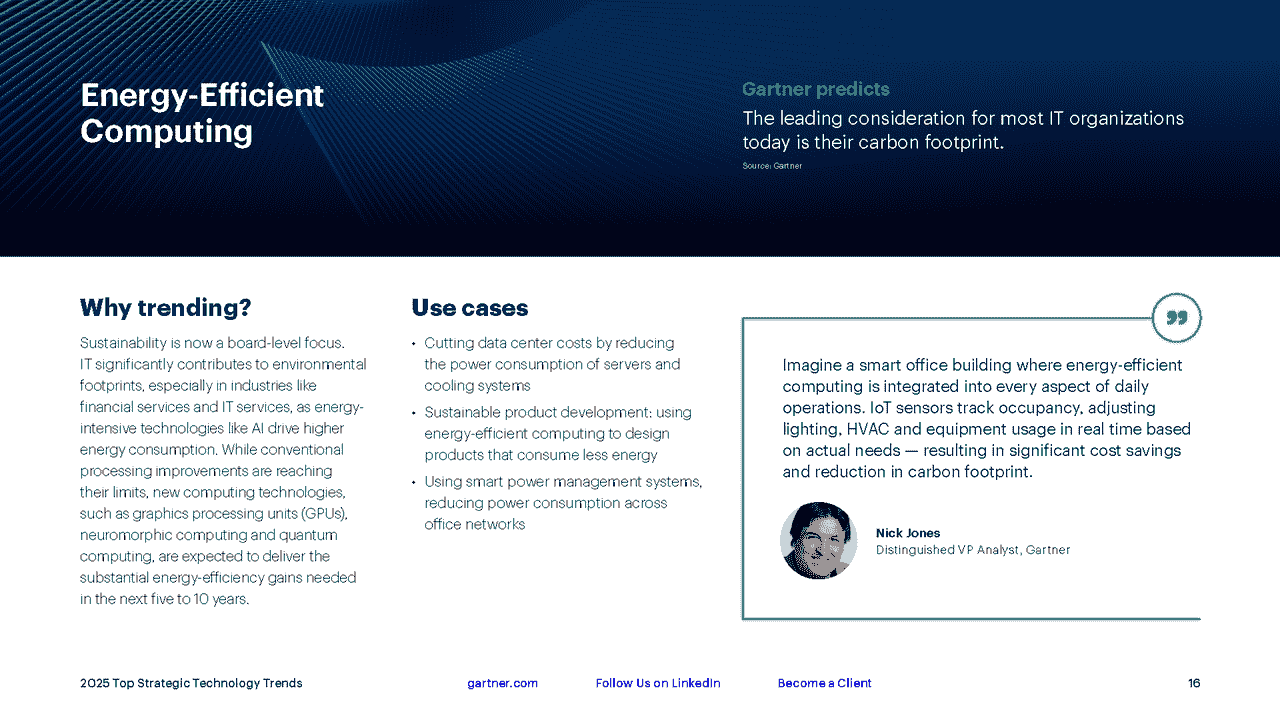 Energy-Efficient
Computing
Gartner predicts
The leading consideration for most IT organizations
today is their carbon footprint.
Source: Gartner
Why trending?
Sustainability is now a board-level focus.
IT significantly contributes to environmental
footprints, especially in industries like
financial services and IT services, as energy-
intensive technologies like AI drive higher
energy consumption. While conventional
processing improvements are reaching
their limits, new computing technologies,
such as graphics processing units (GPUs),
neuromorphic computing and quantum
computing, are expected to deliver the
substantial energy-efficiency gains needed
in the next five to 10 years.
Use cases
• Cutting data center costs by reducing
the power consumption of servers and
cooling systems
• Sustainable product development: using
energy-efficient computing to design
products that consume less energy
• Using smart power management systems,
reducing power consumption across
office networks
”
Imagine a smart office building where energy-efficient
computing is integrated into every aspect of daily
operations. IoT sensors track occupancy, adjusting
lighting, HVAC and equipment usage in real time based
on actual needs — resulting in significant cost savings
and reduction in carbon footprint.
Nick Jones
Distinguished VP Analyst, Gartner
2025 Top Strategic Technology Trends
gartner.com
Follow Us on LinkedIn
Become a Client
16